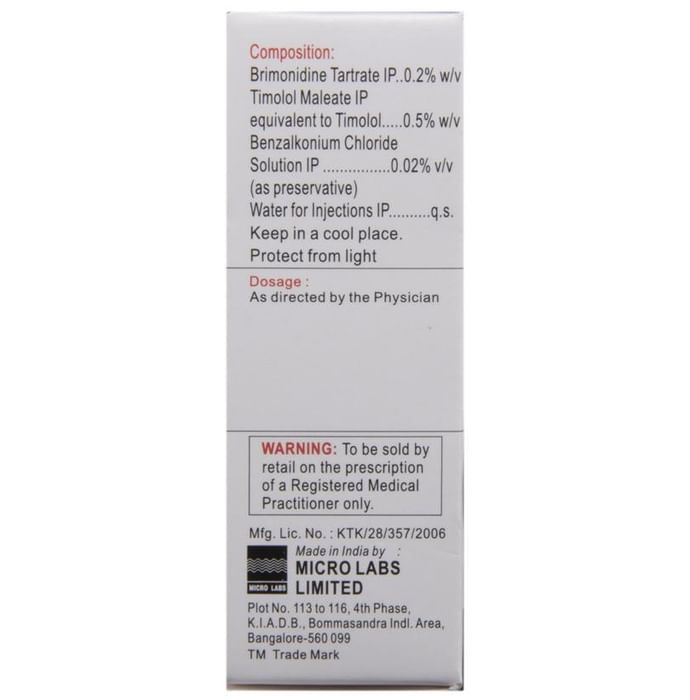 Composition:
Brimonidine Tartrate IP..0.2% w/v
Timolol Maleate IP
equivalent to Timolol.....0.5% w/v
Benzalkonium Chloride
Solution IP ................0.02% v/v
(as preservative)
Water for Injections IP..........q.s.
Keep in a cool place.
Protect from light
Dosage :
As directed by the Physician
WARNING: To be sold by
retail on the prescription
of a Registered Medical
Practitioner only.
Mfg. Lic. No. : KTK/28/357/2006
Made in India by :
MICRO LABS
LIMITED
MICRO LABS
Plot No. 113 to 116, 4th Phase,
K.I.A.D.B., Bommasandra Indl. Area,
Bangalore-560 099
TM Trade Mark